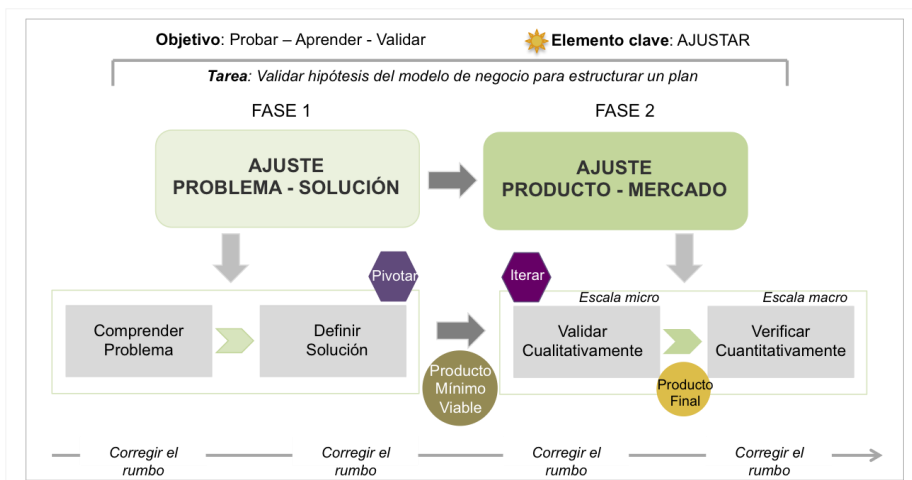 Objetivo: Probar – Aprender - Validar
Elemento clave: AJUSTAR
Tarea: Validar hipótesis del modelo de negocio para estructurar un plan
FASE 1
FASE 2
AJUSTE
PROBLEMA - SOLUCIÓN
AJUSTE
PRODUCTO - MERCADO
Pivotar
Iterar
Escala micro
Escala macro
Comprender
Problema
Definir
Solución
Validar
Cualitativamente
Verificar
Cuantitativamente
Producto
Mínimo
Viable
Producto
Final
Corregir el
rumbo
Corregir el
rumbo
Corregir el
rumbo
Corregir el
rumbo